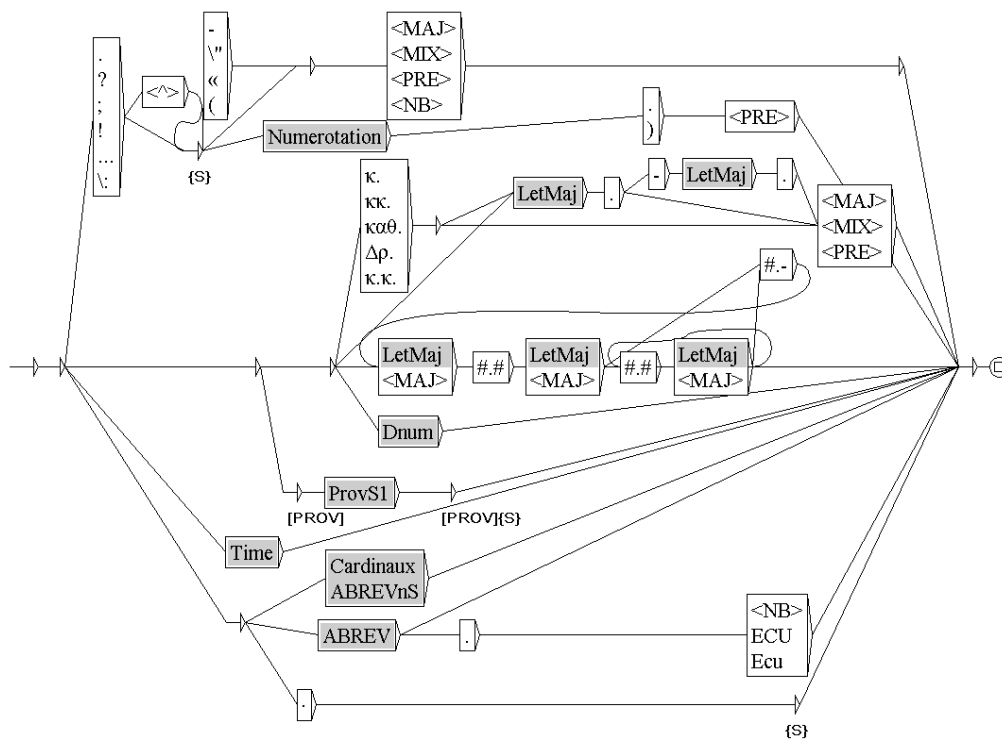 .
?
;
!
...
\:
<^>
{S}
-
\"
«
(
<MAJ>
<MIX>
<PRE>
<NB>
Numerotation
.
)
<PRE>
κ.
κκ.
καθ.
Δρ.
κ.κ.
LetMaj
.
-
LetMaj
.
<MAJ>
<MIX>
<PRE>
#.-
LetMaj
<MAJ>
#.#
LetMaj
<MAJ>
#.#
LetMaj
<MAJ>
Dnum
[PROV]
ProvS1
[PROV]{S}
Time
Cardinaux
ABREVnS
ABREV
.
<NB>
ECU
Ecu
.
{S}